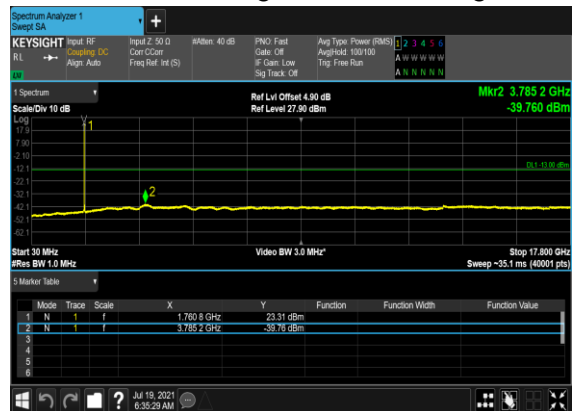 Spectrum Analyzer 1
Swept SA
+
KEYSIGHT Input: RF Input Z: 50 Ω #Atten: 40 dB PNO: Fast Avg Type: Power (RMS) 1 2 3 4 5 6
RL Coupling: DC Corr CCorr Gate: Off Avg|Hold: 100/100 A W W W W W
Align: Auto Freq Ref: Int (S) IF Gain: Low Trig: Free Run
Sig Track: Off A N N N N N
1 Spectrum Ref Lvl Offset 4.90 dB Mkr2 3.785 2 GHz
Scale/Div 10 dB Ref Level 27.90 dBm -39.760 dBm
Log
1
17.9
7.90
-2.10
-12.1 DL1 -13.00 dBm
-22.1
-32.1 2
-42.1
-52.1
-62.1
Start 30 MHz Video BW 3.0 MHz* Stop 17.800 GHz
#Res BW 1.0 MHz Sweep ~35.1 ms (40001 pts)
5 Marker Table
Mode Trace Scale X Y Function Function Width Function Value
1 N 1 f 1.760 8 GHz 23.31 dBm
2 N 1 f 3.785 2 GHz -39.76 dBm
3
4
5
6
? Jul 19, 2021
6:35:29 AM